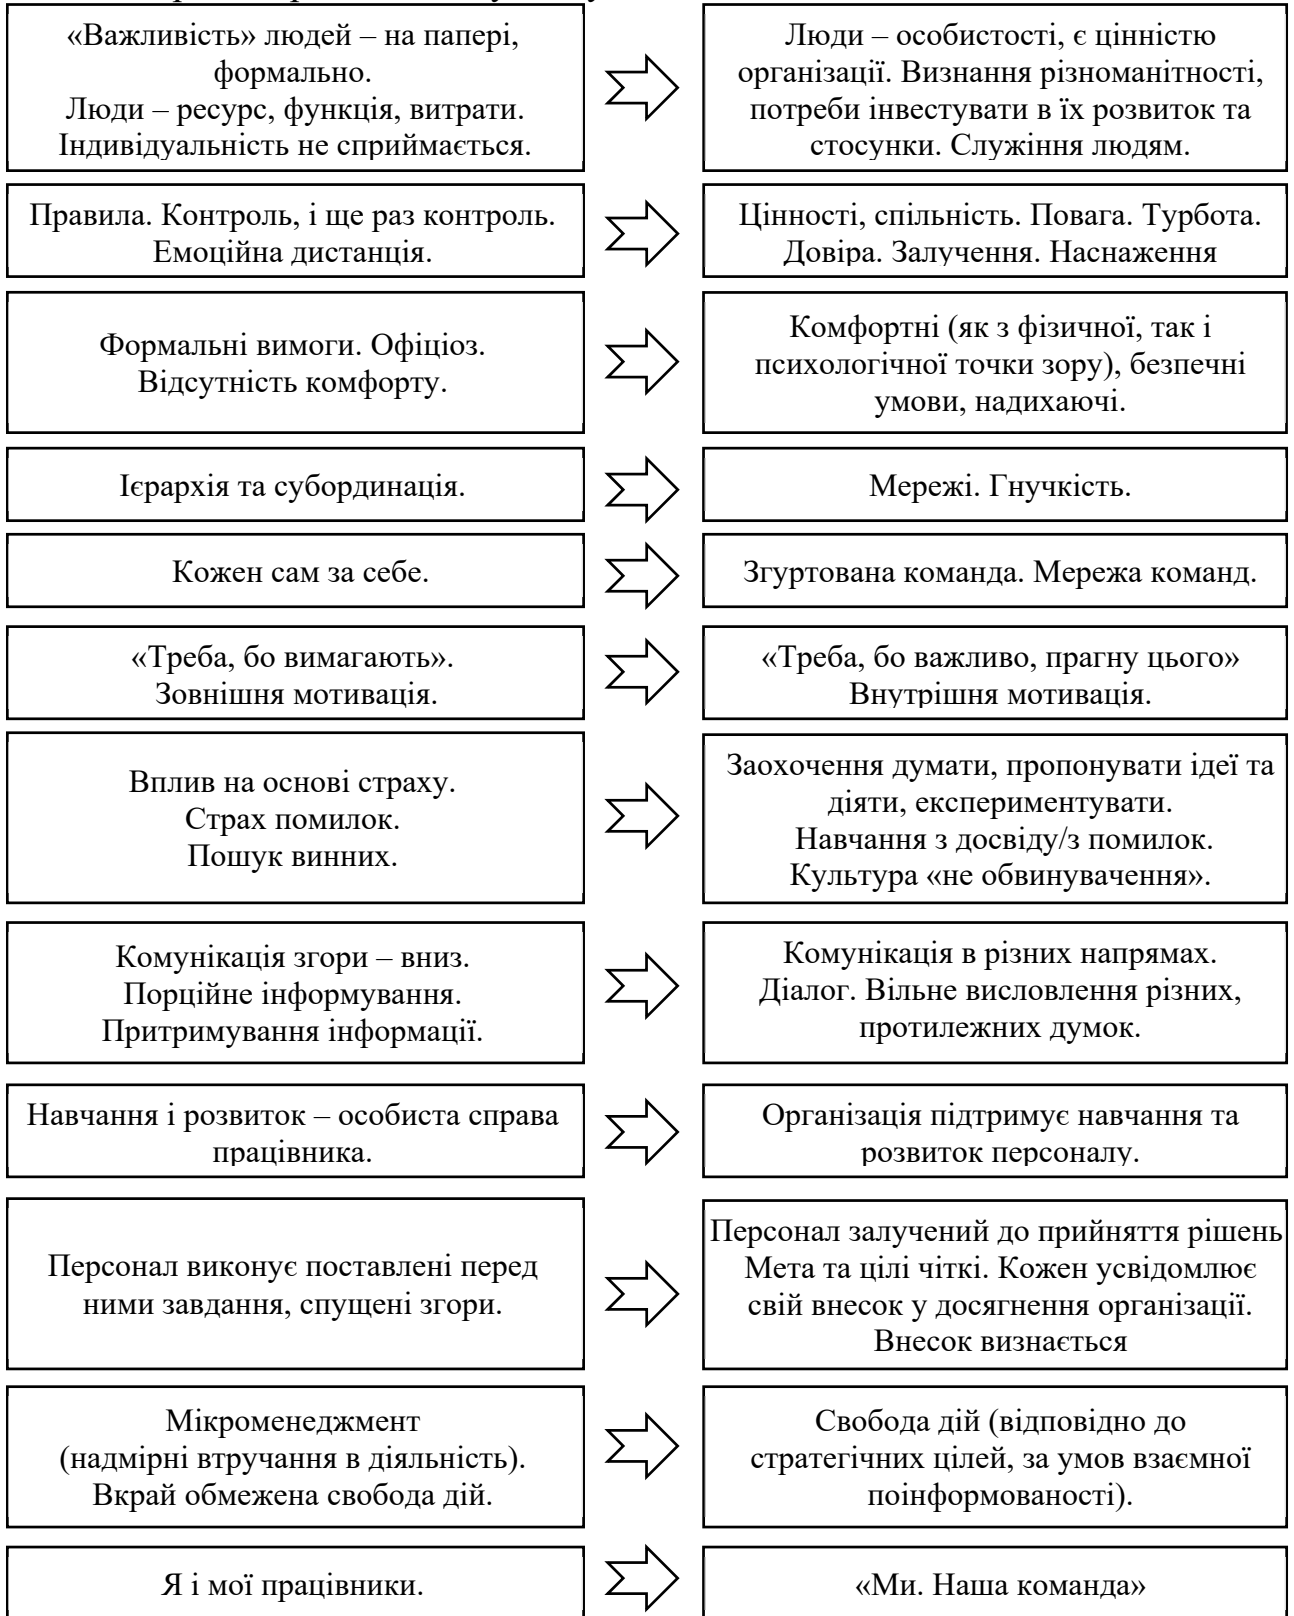 «Важливість» людей – на папері,
формально.
Люди – ресурс, функція, витрати.
Індивідуальність не сприймається.
Люди – особистості, є цінністю
організації. Визнання різноманітності,
потреби інвестувати в їх розвиток та
стосунки. Служіння людям.
Правила. Контроль, і ще раз контроль.
Емоційна дистанція.
Цінності, спільність. Повага. Турбота.
Довіра. Залучення. Наснаження
Формальні вимоги. Офіціоз.
Відсутність комфорту.
Комфортні (як з фізичної, так і
психологічної точки зору), безпечні
умови, надихаючі.
Ієрархія та субординація.
Мережі. Гнучкість.
Кожен сам за себе.
Згуртована команда. Мережа команд.
«Треба, бо вимагають».
Зовнішня мотивація.
«Треба, бо важливо, прагну цього»
Внутрішня мотивація.
Вплив на основі страху.
Страх помилок.
Пошук винних.
Заохочення думати, пропонувати ідеї та
діяти, експериментувати.
Навчання з досвіду/з помилок.
Культура «не обвинувачення».
Комунікація згори – вниз.
Порційне інформування.
Притримування інформації.
Комунікація в різних напрямах.
Діалог. Вільне висловлення різних,
протилежних думок.
Навчання і розвиток – особиста справа
працівника.
Організація підтримує навчання та
розвиток персоналу.
Персонал виконує поставлені перед
ними завдання, спущені згори.
Персонал залучений до прийняття рішень
Мета та цілі чіткі. Кожен усвідомлює
свій внесок у досягнення організації.
Внесок визнається
Мікроменеджмент
(надмірні втручання в діяльність).
Вкрай обмежена свобода дій.
Свобода дій (відповідно до
стратегічних цілей, за умов взаємної
поінформованості).
Я і мої працівники.
«Ми. Наша команда»